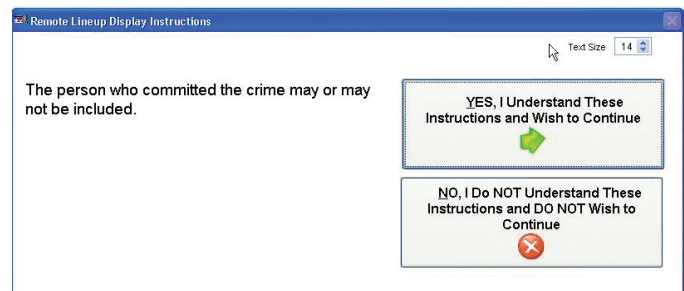 Remote Lineup Display Instructions
Text Size 14
The person who committed the crime may or may
not be included.
YES, I Understand These
Instructions and Wish to Continue
NO, I Do NOT Understand These
Instructions and DO NOT Wish to
Continue